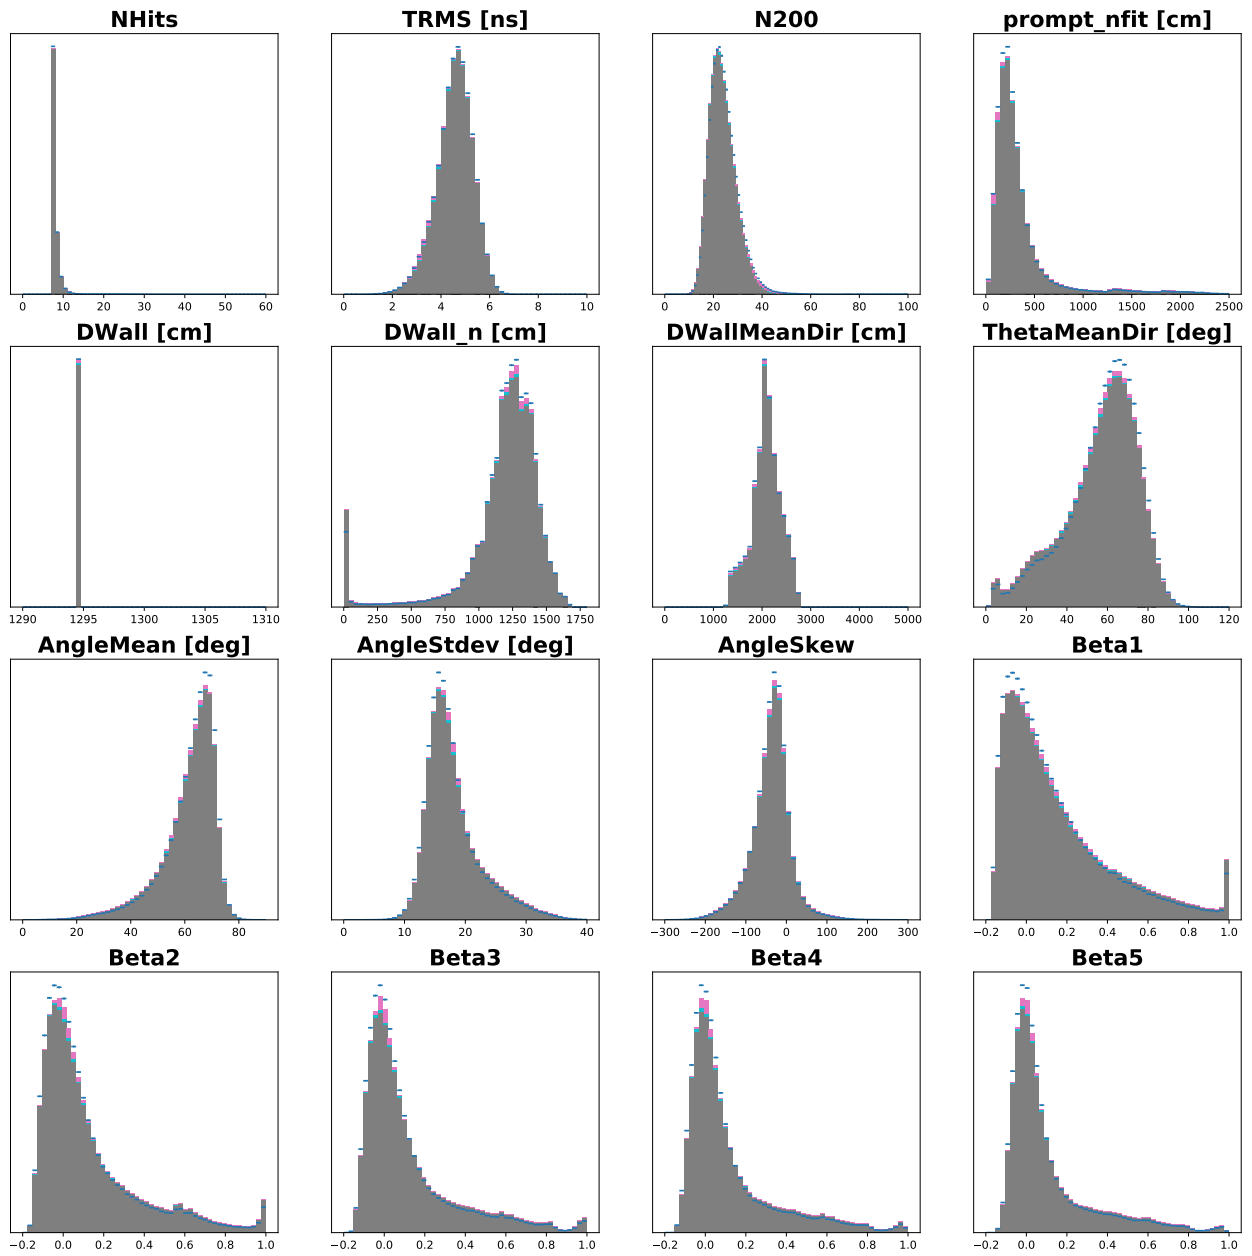 NHits TRMS [ns] N200 prompt_nfit [cm]
0 10 20 30 40 50 60 0 2 4 6 8 10 0 20 40 60 80 100 0 500 1000 1500 2000 2500
DWall [cm] DWall_n [cm] DWallMeanDir [cm] ThetaMeanDir [deg]
1290 1295 1300 1305 1310 0 250 500 750 1000 1250 1500 1750 0 1000 2000 3000 4000 5000 0 20 40 60 80 100 120
AngleMean [deg] AngleStdev [deg] AngleSkew Beta1
0 20 40 60 80 0 10 20 30 40 −300 −200 −100 0 100 200 300 −0.2 0.0 0.2 0.4 0.6 0.8 1.0
Beta2 Beta3 Beta4 Beta5
−0.2 0.0 0.2 0.4 0.6 0.8 1.0 −0.2 0.0 0.2 0.4 0.6 0.8 1.0 −0.2 0.0 0.2 0.4 0.6 0.8 1.0 −0.2 0.0 0.2 0.4 0.6 0.8 1.0